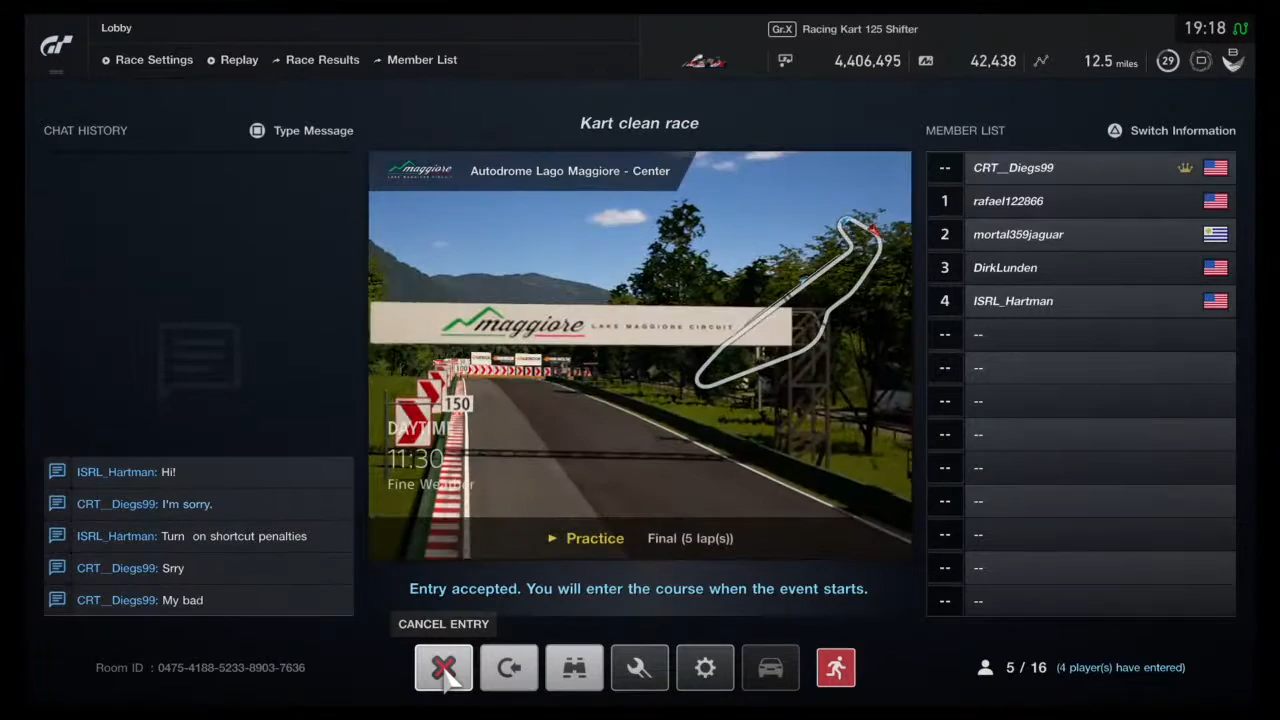 Lobby
Race Settings Replay Race Results Member List
Gr.X Racing Kart 125 Shifter
19:18
4,406,495 42,438 12.5 miles 29 B
CHAT HISTORY Type Message
Kart clean race
MEMBER LIST Switch Information
maggiore Autodrome Lago Maggiore - Center
-- CRT__Diegs99
1 rafael122866
2 mortal359jaguar
3 DirkLunden
4 ISRL_Hartman
-- --
-- --
-- --
-- --
-- --
-- --
-- --
-- --
-- --
maggiore LAKE MAGGIORE CIRCUIT
100
150
DAYTIME
11:30
Fine Weather
Practice Final (5 lap(s))
ISRL_Hartman: Hi!
CRT__Diegs99: I'm sorry.
ISRL_Hartman: Turn on shortcut penalties
CRT__Diegs99: Srry
CRT__Diegs99: My bad
Entry accepted. You will enter the course when the event starts.
CANCEL ENTRY
Room ID : 0475-4188-5233-8903-7636
5 / 16 (4 player(s) have entered)